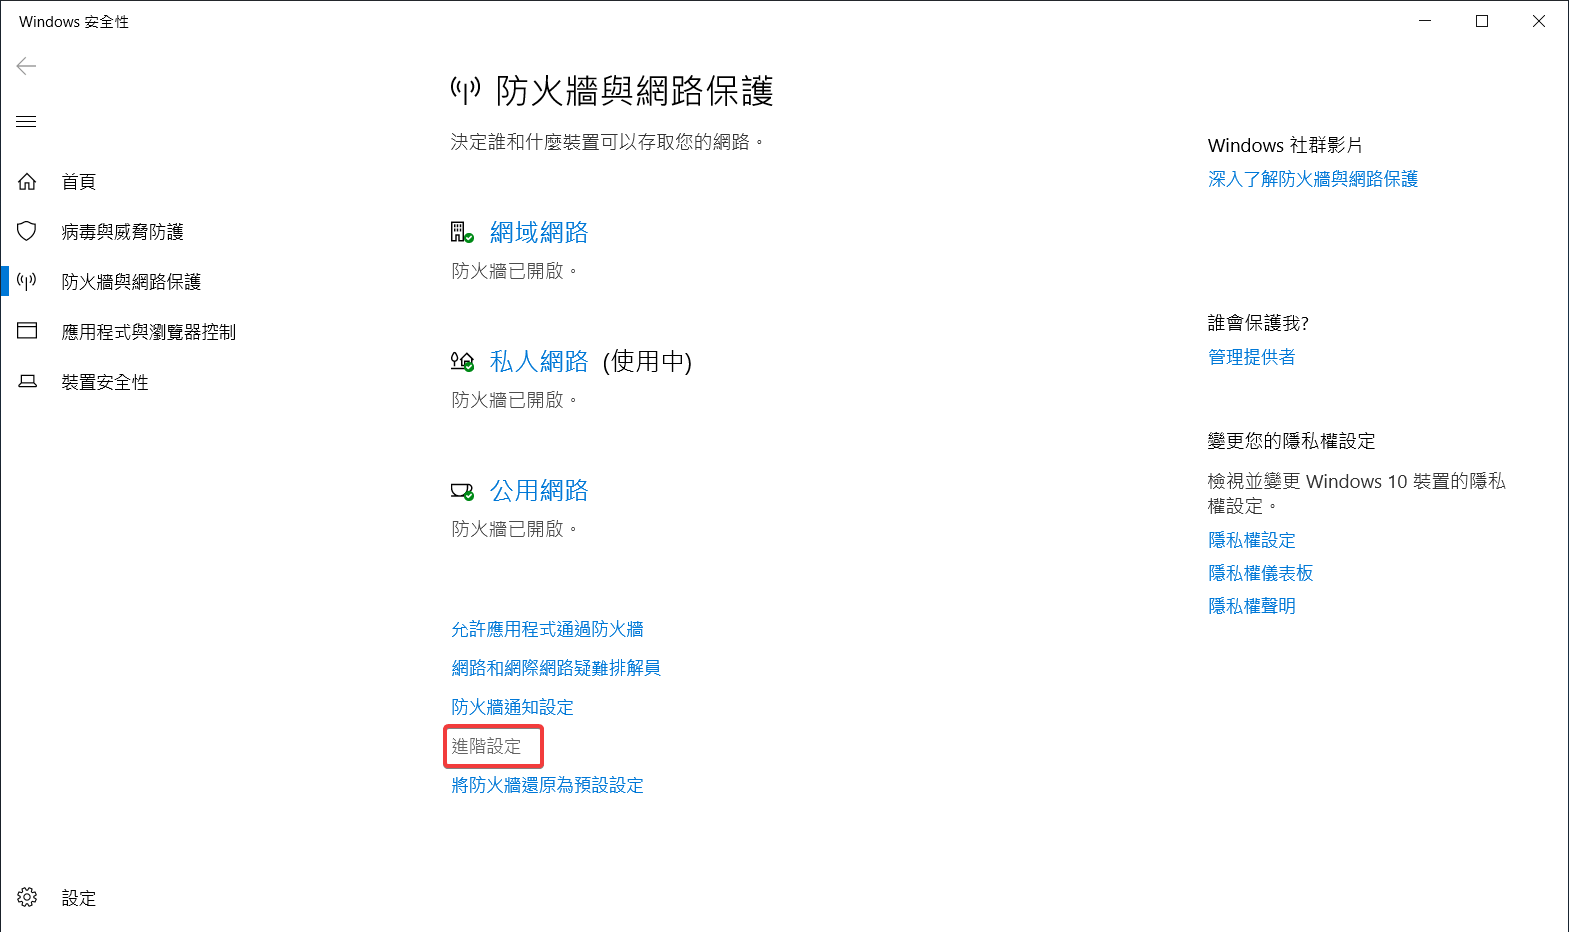 Windows 安全性
首頁
病毒與威脅防護
防火牆與網路保護
應用程式與瀏覽器控制
裝置安全性
設定
防火牆與網路保護
決定誰和什麼裝置可以存取您的網路。
網域網路
防火牆已開啟。
私人網路 (使用中)
防火牆已開啟。
公用網路
防火牆已開啟。
允許應用程式通過防火牆
網路和網際網路疑難排解員
防火牆通知設定
進階設定
將防火牆還原為預設設定
Windows 社群影片
深入了解防火牆與網路保護
誰會保護我?
管理提供者
變更您的隱私權設定
檢視並變更 Windows 10 裝置的隱私
權設定。
隱私權設定
隱私權儀表板
隱私權聲明